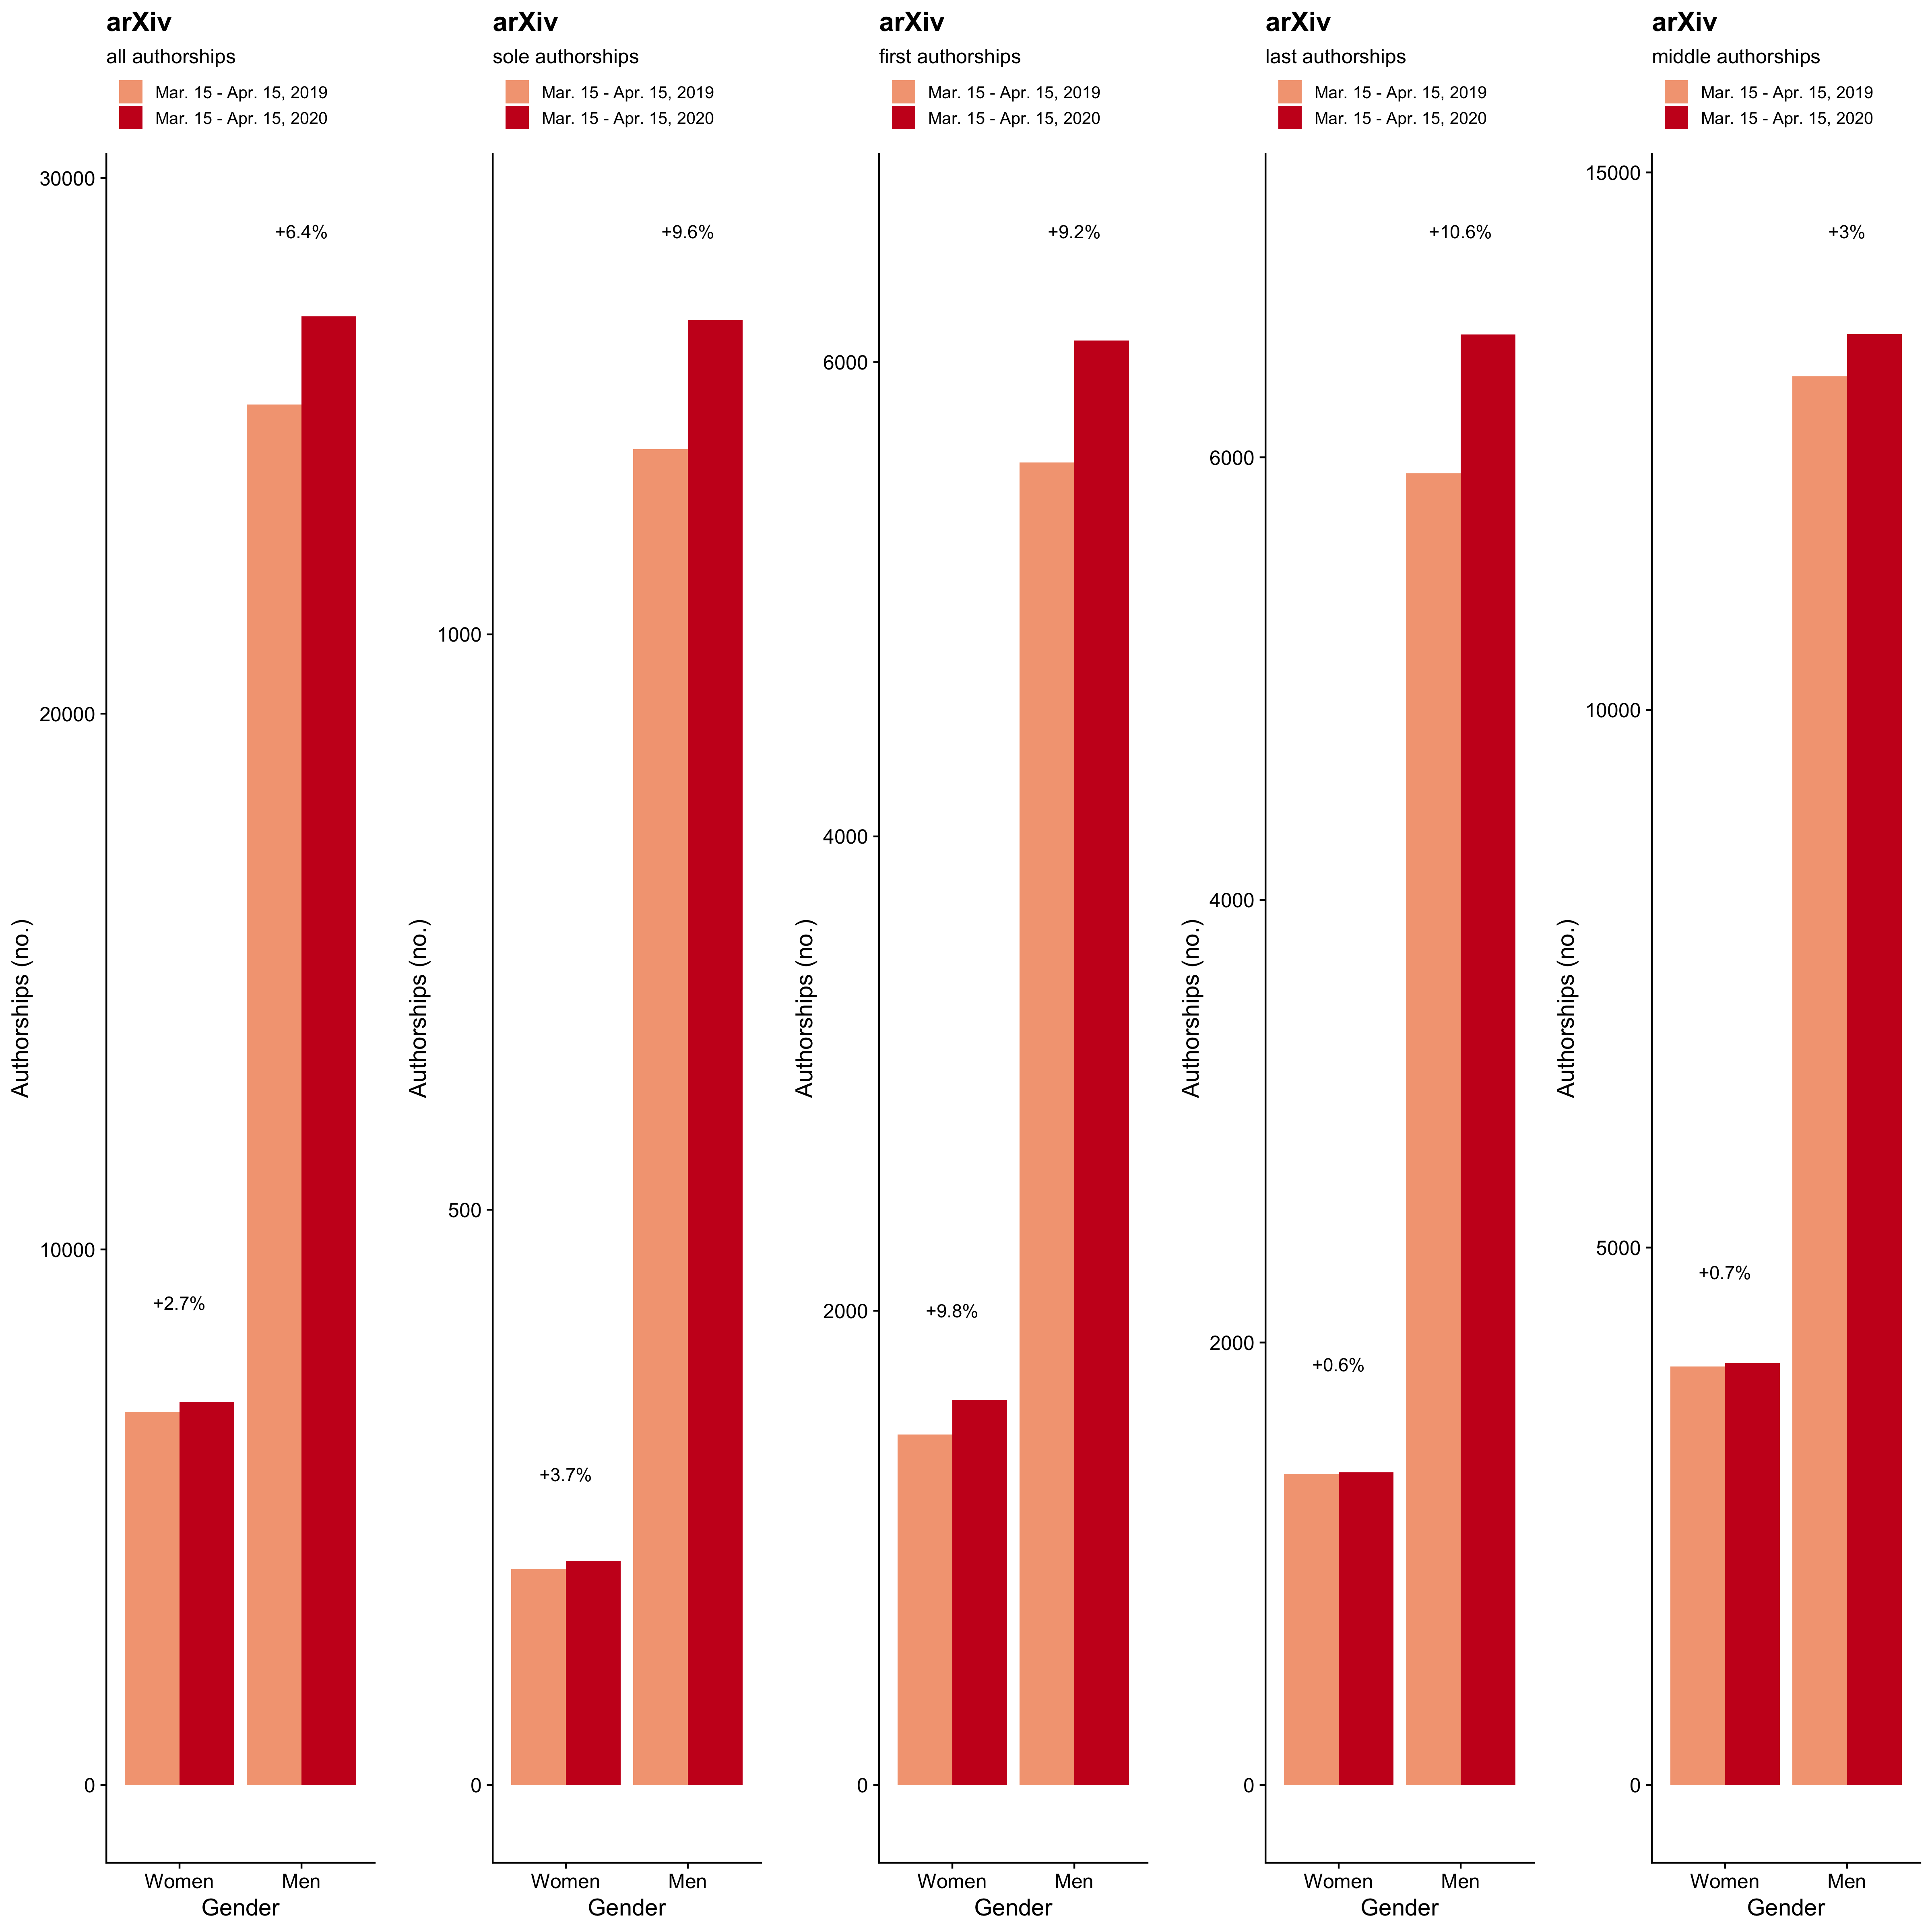 arXiv
all authorships
Mar. 15 - Apr. 15, 2019
Mar. 15 - Apr. 15, 2020
30000
20000
10000
0
Authorships (no.)
+2.7%
+6.4%
Women Men
Gender
arXiv
sole authorships
Mar. 15 - Apr. 15, 2019
Mar. 15 - Apr. 15, 2020
1000
500
0
Authorships (no.)
+3.7%
+9.6%
Women Men
Gender
arXiv
first authorships
Mar. 15 - Apr. 15, 2019
Mar. 15 - Apr. 15, 2020
6000
4000
2000
0
Authorships (no.)
+9.8%
+9.2%
Women Men
Gender
arXiv
last authorships
Mar. 15 - Apr. 15, 2019
Mar. 15 - Apr. 15, 2020
6000
4000
2000
0
Authorships (no.)
+0.6%
+10.6%
Women Men
Gender
arXiv
middle authorships
Mar. 15 - Apr. 15, 2019
Mar. 15 - Apr. 15, 2020
15000
10000
5000
0
Authorships (no.)
+0.7%
+3%
Women Men
Gender